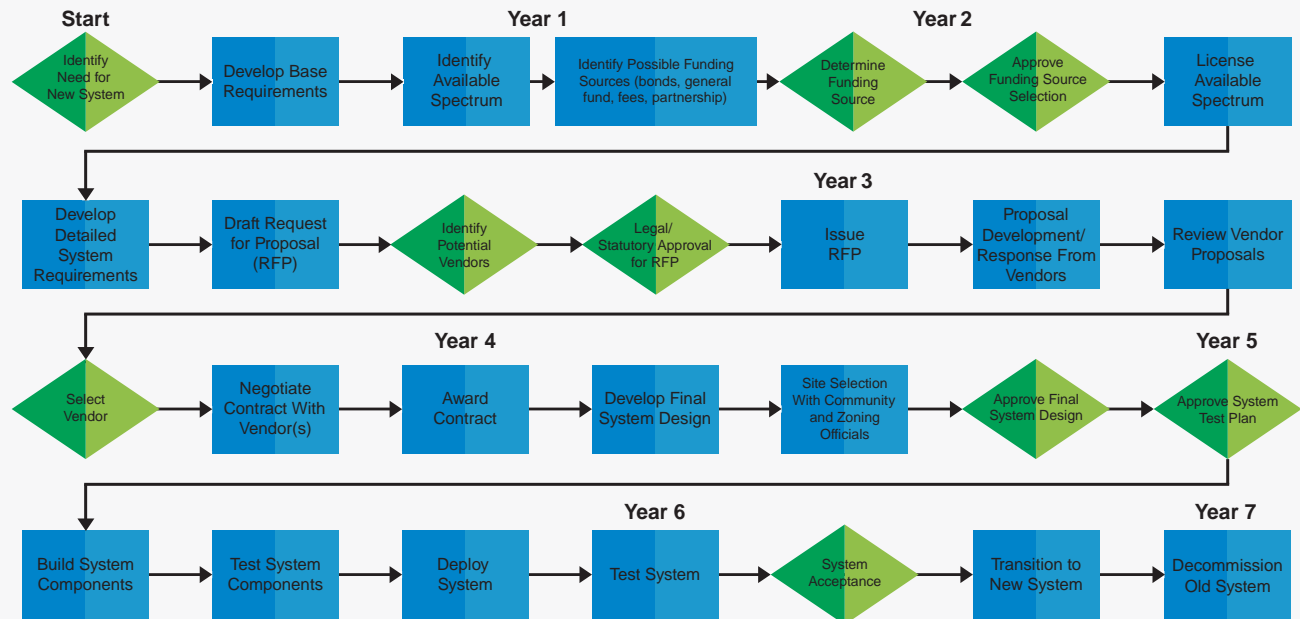 Start
Year 1
Year 2
Identify
Need for
New System
Develop Base
Requirements
Identify
Available
Spectrum
Identify Possible Funding
Sources (bonds, general
fund, fees, partnership)
Determine
Funding
Source
Approve
Funding Source
Selection
License
Available
Spectrum
Year 3
Develop
Detailed
System
Requirements
Draft Request
for Proposal
(RFP)
Identify
Potential
Vendors
Legal/
Statutory Approval
for RFP
Issue
RFP
Proposal
Development/
Response From
Vendors
Review Vendor
Proposals
Year 4
Year 5
Select
Vendor
Negotiate
Contract With
Vendor(s)
Award
Contract
Develop Final
System Design
Site Selection
With Community
and Zoning
Officials
Approve Final
System Design
Approve System
Test Plan
Year 6
Year 7
Build System
Components
Test System
Components
Deploy
System
Test System
System
Acceptance
Transition to
New System
Decommission
Old System